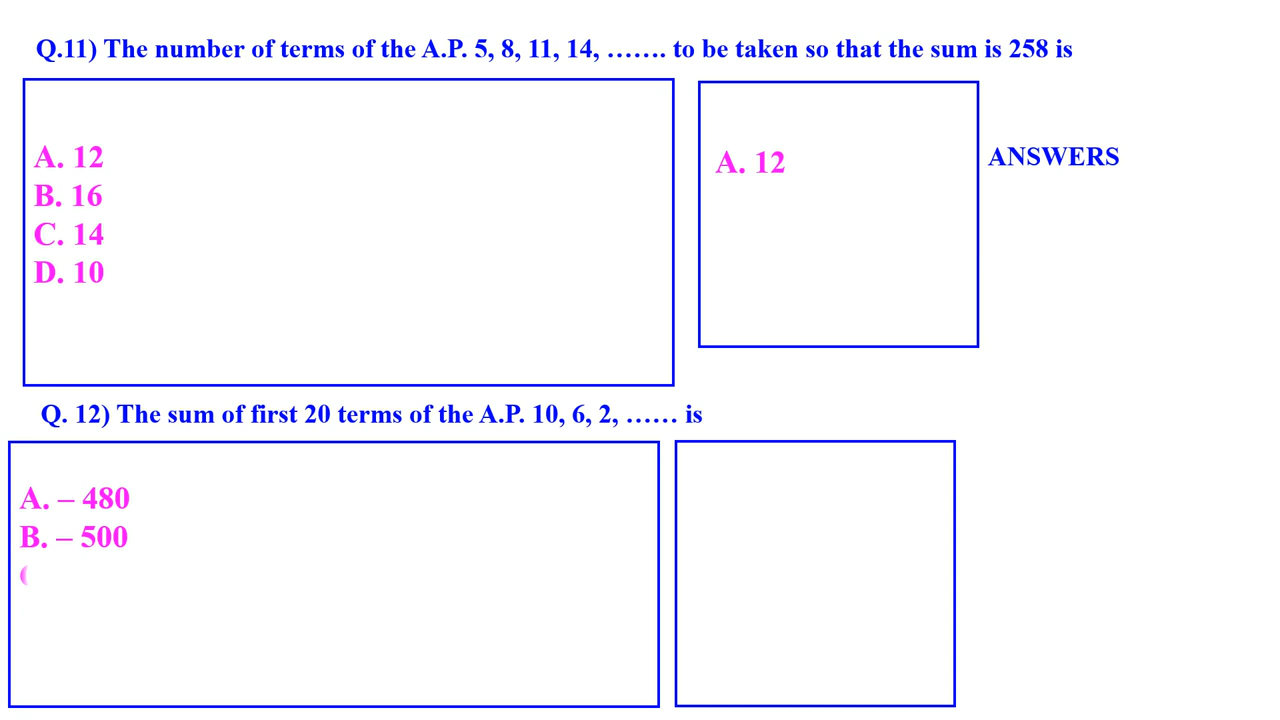 Q.11) The number of terms of the A.P. 5, 8, 11, 14, ……. to be taken so that the sum is 258 is
A. 12
B. 16
C. 14
D. 10
A. 12
ANSWERS
Q. 12) The sum of first 20 terms of the A.P. 10, 6, 2, …… is
A. – 480
B. – 500